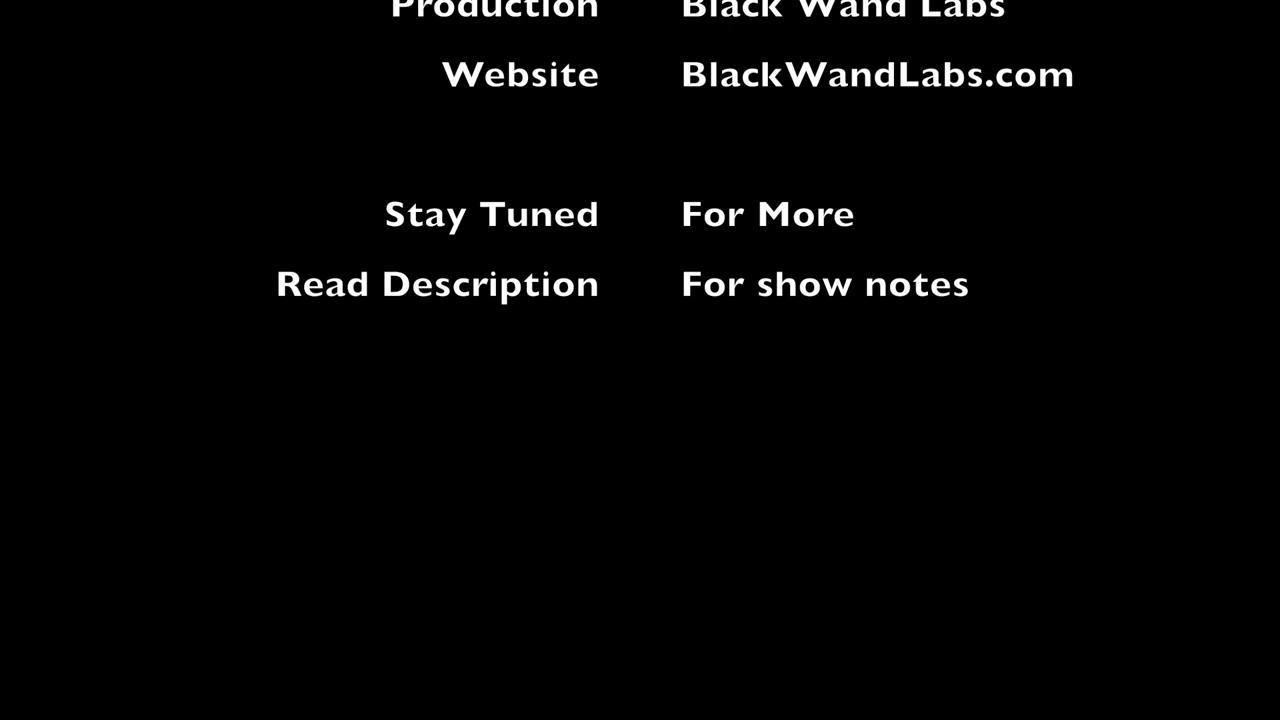 Production Black Wand Labs
Website BlackWandLabs.com
Stay Tuned For More
Read Description For show notes